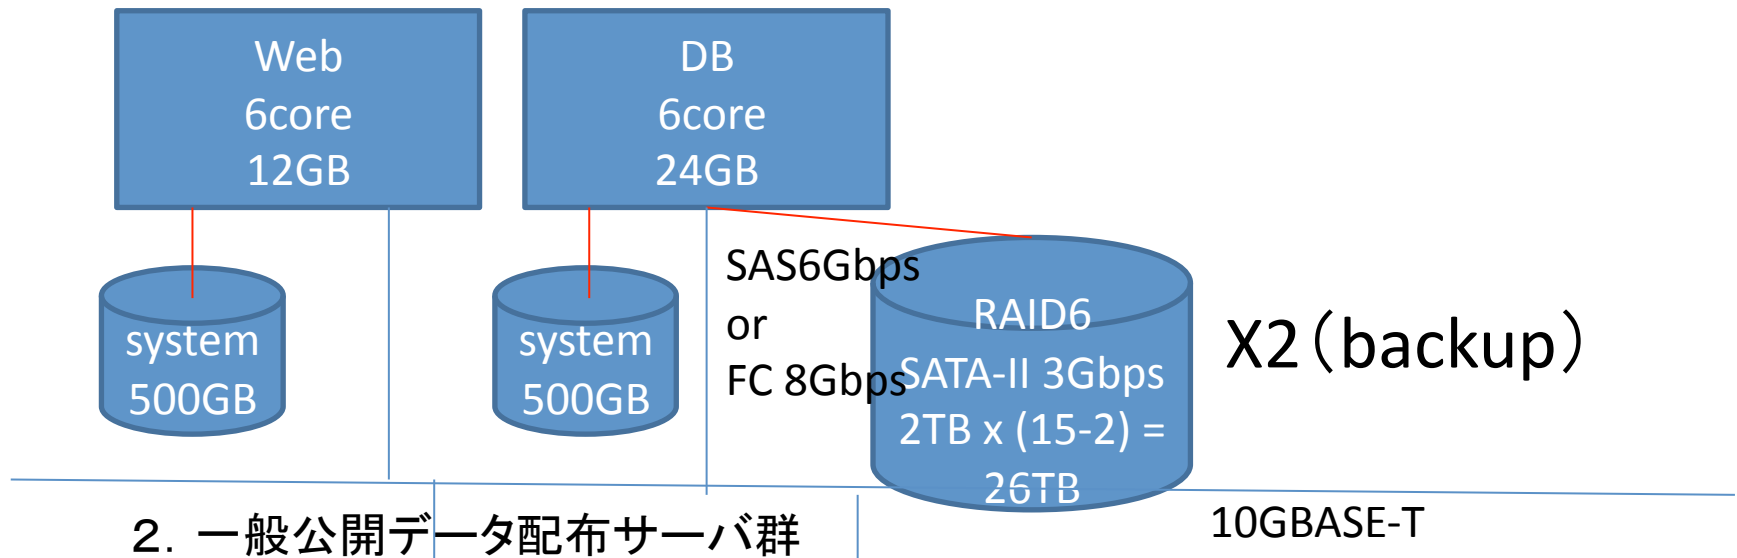 Web
6core
12GB
DB
6core
24GB
system
500GB
system
500GB
SAS6Gbps
or
FC 8Gbps
RAID6
SATA-II 3Gbps
2TB x (15-2) =
26TB
X2（backup）
２．一般公開データ配布サーバ群
10GBASE-T